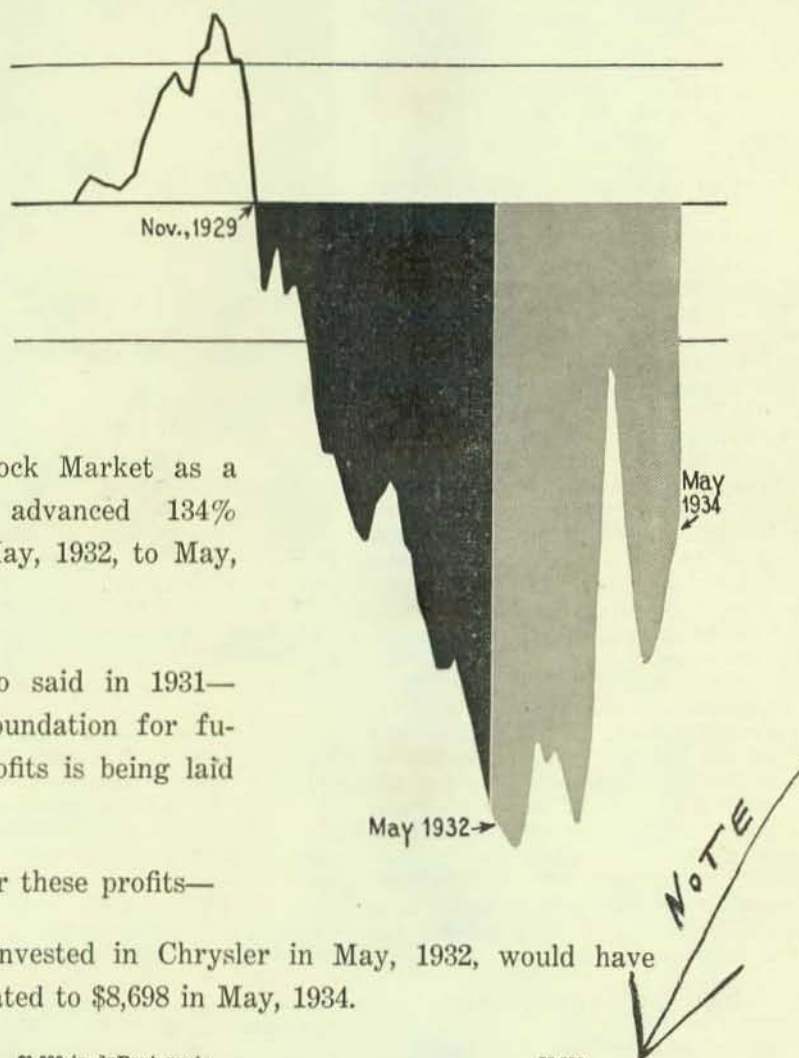 Nov., 1929
ock Market as a
advanced 134%
ay, 1932, to May,
May
1934
o said in 1931—
oundation for fu-
ofits is being laid
May 1932
NOTE
r these profits—
nvested in Chrysler in May, 1932, would have
ted to $8,698 in May, 1934.